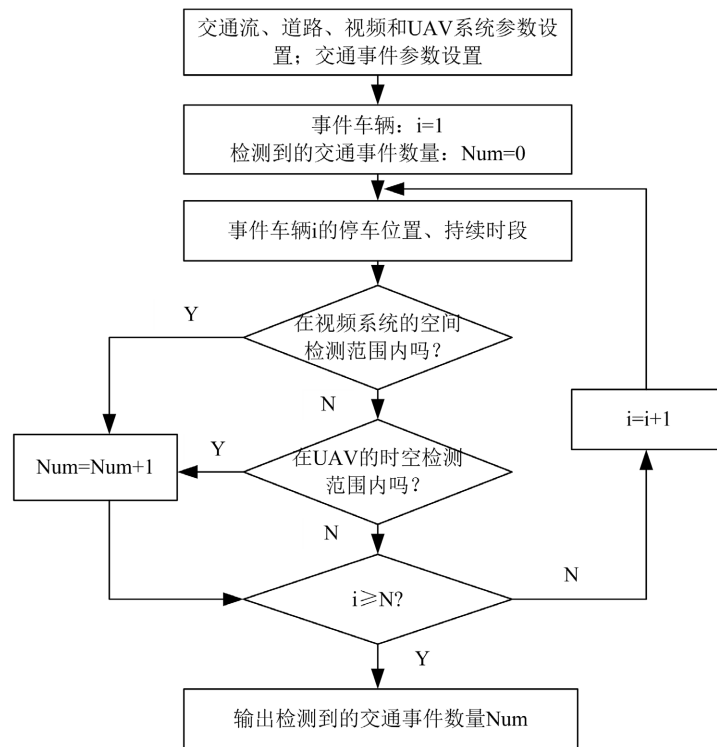 交通流、道路、视频和UAV系统参数设
置；交通事件参数设置
事件车辆：i=1
检测到的交通事件数量：Num=0
事件车辆i的停车位置、持续时段
Y
在视频系统的空间
检测范围内吗？
N
i=i+1
Num=Num+1
Y
在UAV的时空检测
范围内吗？
N
i≥N?
N
Y
输出检测到的交通事件数量Num